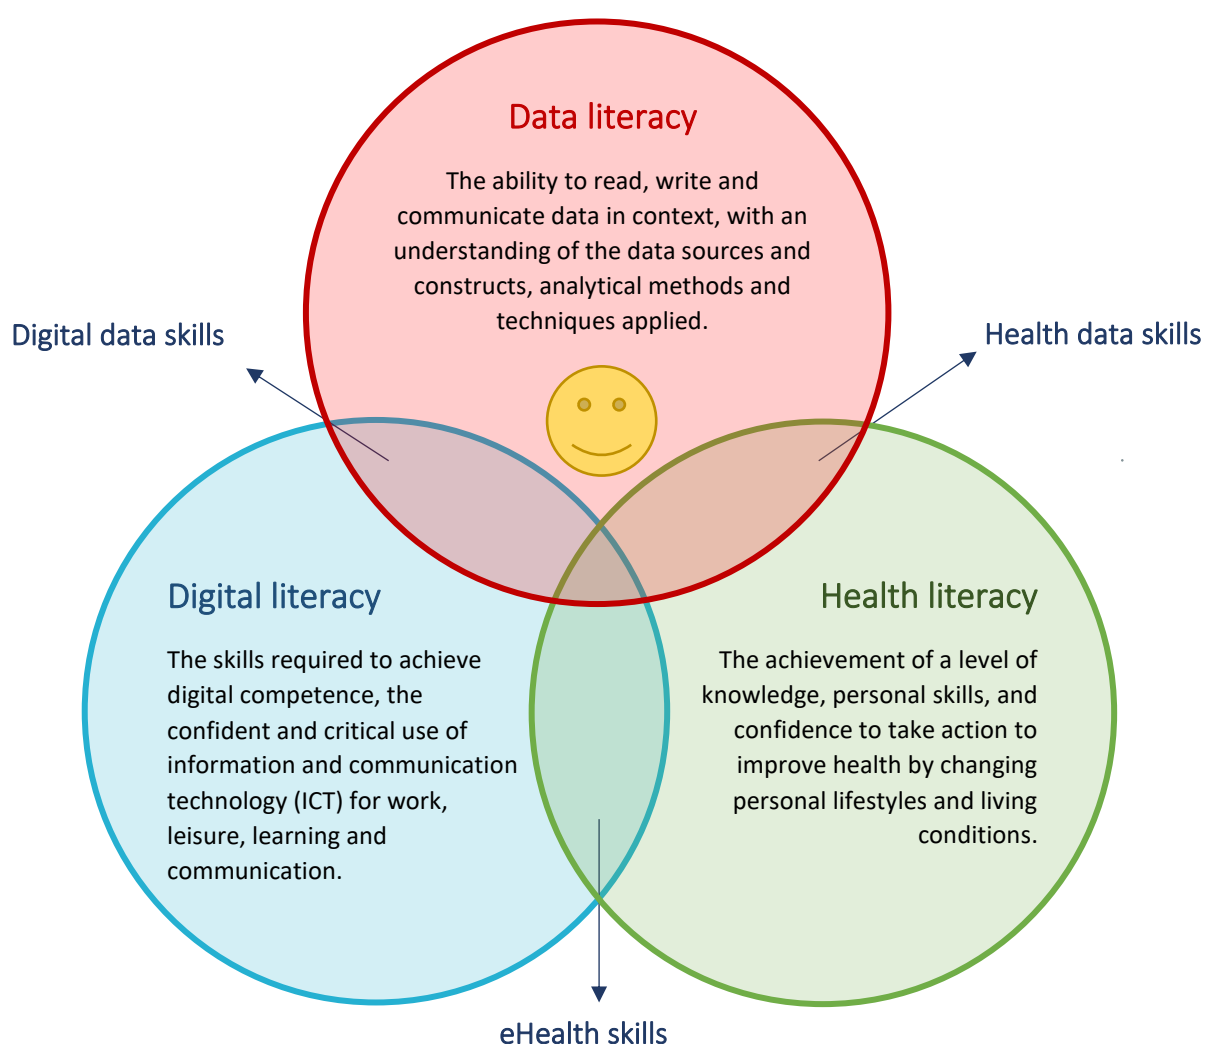 Data literacy
The ability to read, write and
communicate data in context, with an
understanding of the data sources and
constructs, analytical methods and
techniques applied.
Digital data skills
Health data skills
Digital literacy
The skills required to achieve
digital competence, the
confident and critical use of
information and communication
technology (ICT) for work,
leisure, learning and
communication.
Health literacy
The achievement of a level of
knowledge, personal skills, and
confidence to take action to
improve health by changing
personal lifestyles and living
conditions.
eHealth skills